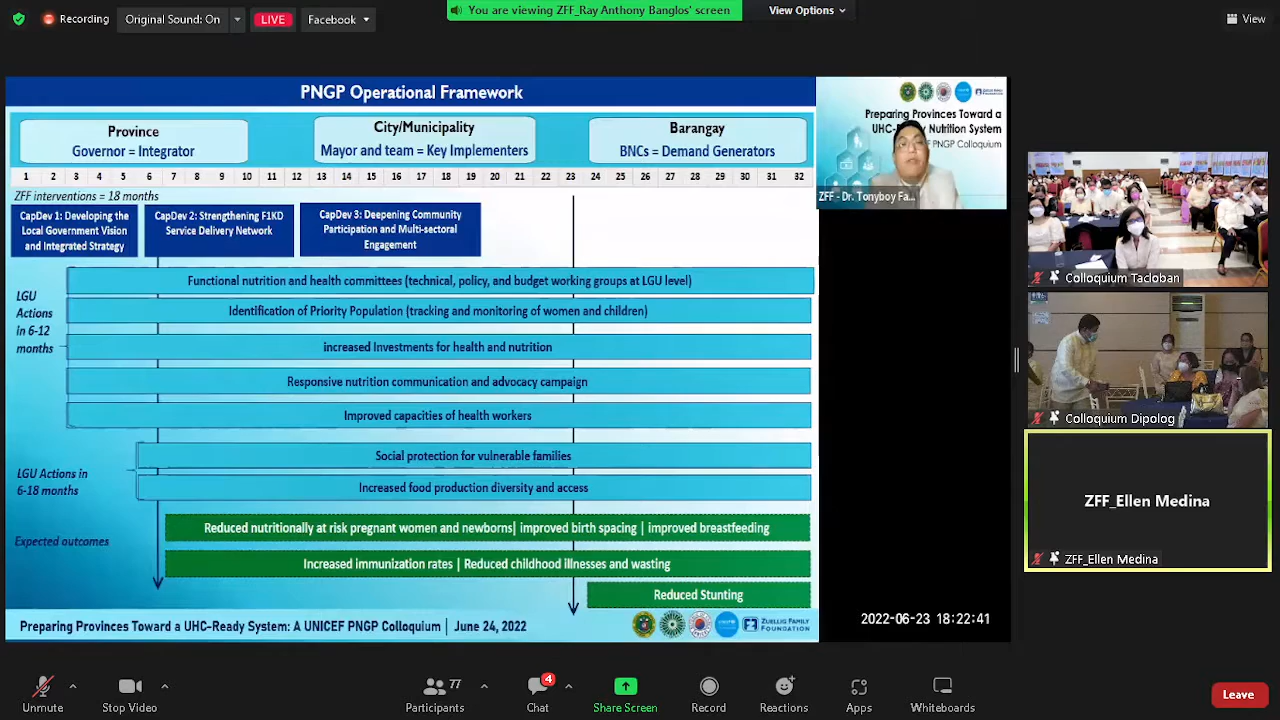 Recording
Original Sound: On
LIVE
Facebook
You are viewing ZFF_Ray Anthony Banglos' screen
View Options
View
PNGP Operational Framework
Province
Governor = Integrator
City/Municipality
Mayor and team = Key Implementers
Barangay
BNCs = Demand Generators
1 2 3 4 5 6 7 8 9 10 11 12 13 14 15 16 17 18 19 20 21 22 23 24 25 26 27 28 29 30 31 32
ZFF interventions = 18 months
CapDev 1: Developing the
Local Government Vision
and Integrated Strategy
CapDev 2: Strengthening F1KD
Service Delivery Network
CapDev 3: Deepening Community
Participation and Multi-sectoral
Engagement
LGU
Actions
in 6-12
months
Functional nutrition and health committees (technical, policy, and budget working groups at LGU level)
Identification of Priority Population (tracking and monitoring of women and children)
increased Investments for health and nutrition
Responsive nutrition communication and advocacy campaign
Improved capacities of health workers
LGU Actions in
6-18 months
Social protection for vulnerable families
Increased food production diversity and access
Expected outcomes
Reduced nutritionally at risk pregnant women and newborns| improved birth spacing | improved breastfeeding
Increased immunization rates | Reduced childhood illnesses and wasting
Reduced Stunting
Preparing Provinces Toward a UHC-Ready System: A UNICEF PNGP Colloquium | June 24, 2022
ZUELLIG FAMILY
FOUNDATION
Preparing Provinces Toward a
UHC-Ready Nutrition System
PNGP Colloquium
ZFF - Dr. Tonyboy Fa...
Colloquium Tacloban
Colloquium Dipolog
ZFF_Ellen Medina
ZFF_Ellen Medina
2022-06-23 18:22:41
Unmute
Stop Video
77
Participants
4
Chat
Share Screen
Record
Reactions
Apps
Whiteboards
Leave